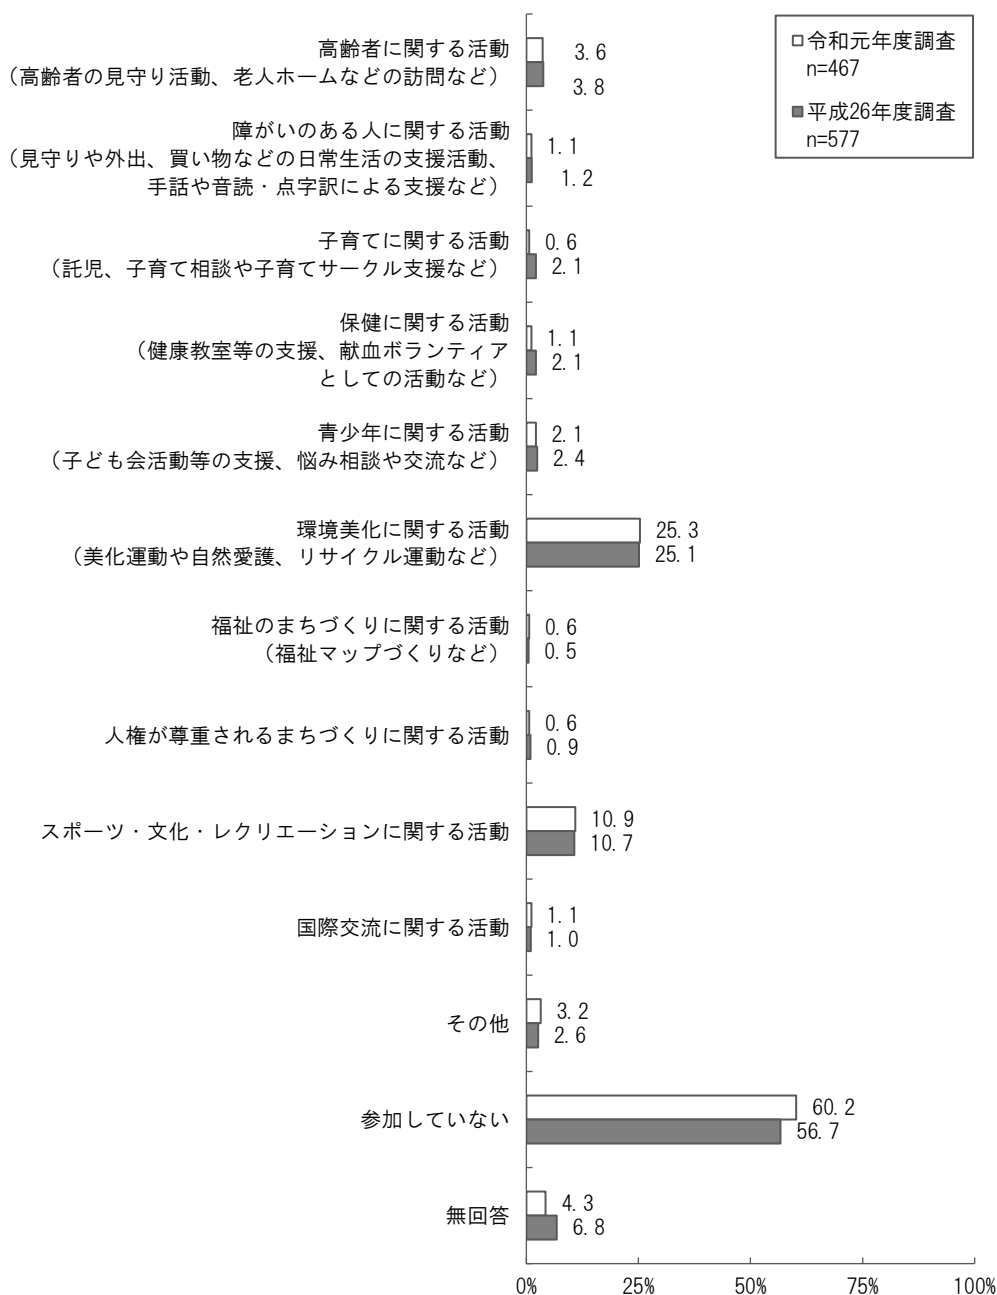 □令和元年度調査
n=467
■平成26年度調査
n=577
高齢者に関する活動
（高齢者の見守り活動、老人ホームなどの訪問など）
3.6
3.8
障がいのある人に関する活動
（見守りや外出、買い物などの日常生活の支援活動、
手話や音読・点字訳による支援など）
1.1
1.2
子育てに関する活動
（託児、子育て相談や子育てサークル支援など）
0.6
2.1
保健に関する活動
（健康教室等の支援、献血ボランティア
としての活動など）
1.1
2.1
青少年に関する活動
（子ども会活動等の支援、悩み相談や交流など）
2.1
2.4
環境美化に関する活動
（美化運動や自然愛護、リサイクル運動など）
25.3
25.1
福祉のまちづくりに関する活動
（福祉マップづくりなど）
0.6
0.5
人権が尊重されるまちづくりに関する活動
0.6
0.9
スポーツ・文化・レクリエーションに関する活動
10.9
10.7
国際交流に関する活動
1.1
1.0
その他
3.2
2.6
参加していない
60.2
56.7
無回答
4.3
6.8
0% 25% 50% 75% 100%